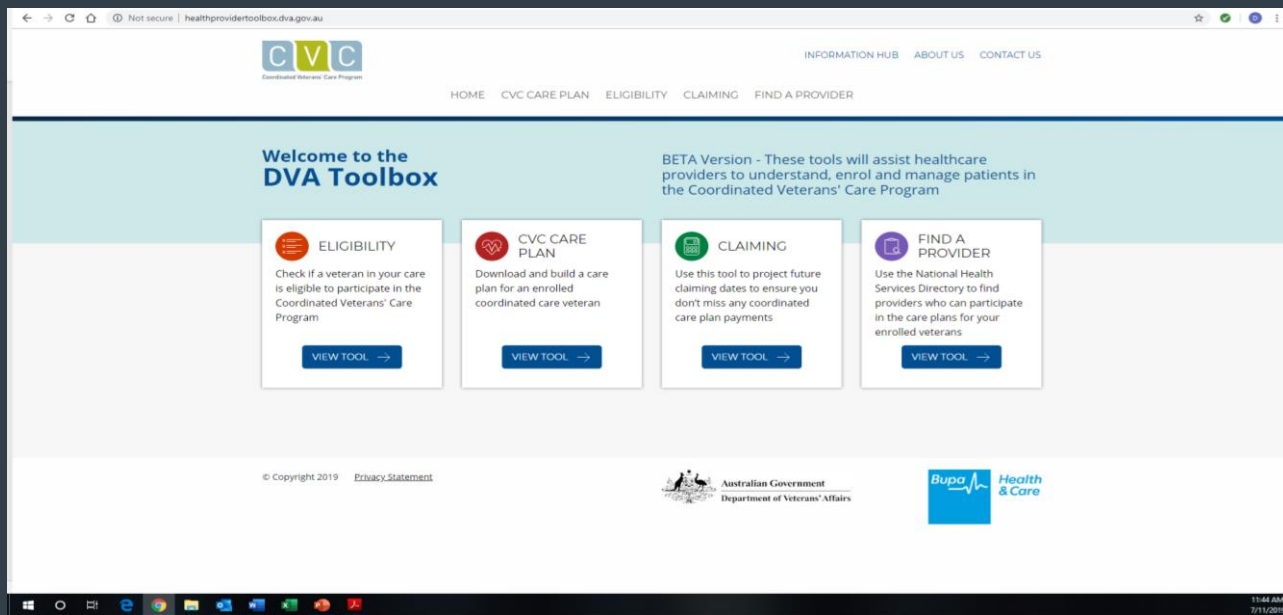 Not secure | healthprovidertoolbox.dva.gov.au
CVC
Coordinated Veterans' Care Program
INFORMATION HUB ABOUT US CONTACT US
HOME CVC CARE PLAN ELIGIBILITY CLAIMING FIND A PROVIDER
Welcome to the
DVA Toolbox
BETA Version - These tools will assist healthcare
providers to understand, enrol and manage patients in
the Coordinated Veterans' Care Program
ELIGIBILITY
Check if a veteran in your care
is eligible to participate in the
Coordinated Veterans' Care
Program
VIEW TOOL
CVC CARE
PLAN
Download and build a care
plan for an enrolled
coordinated care veteran
VIEW TOOL
CLAIMING
Use this tool to project future
claiming dates to ensure you
don't miss any coordinated
care plan payments
VIEW TOOL
FIND A
PROVIDER
Use the National Health
Services Directory to find
providers who can participate
in the care plans for your
enrolled veterans
VIEW TOOL
© Copyright 2019 Privacy Statement
Australian Government
Department of Veterans' Affairs
Bupa
Health
& Care
11:44 AM
7/11/2019